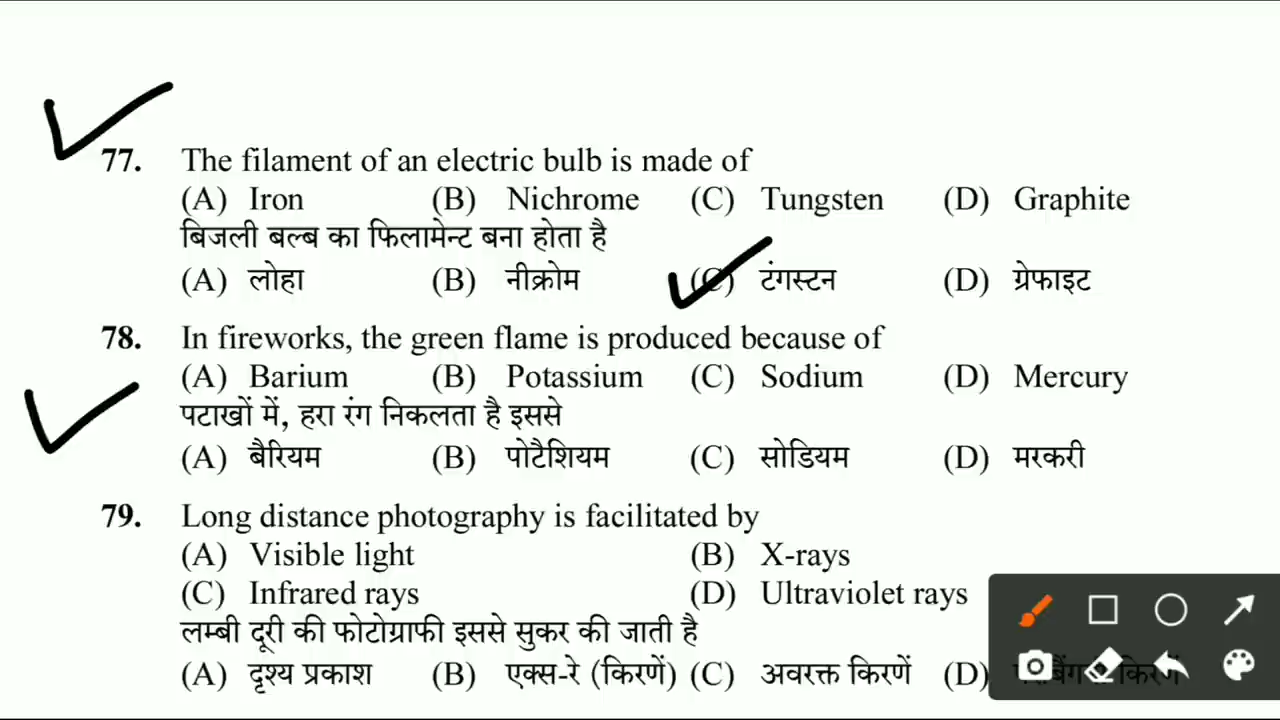 77. The filament of an electric bulb is made of
(A) Iron (B) Nichrome (C) Tungsten (D) Graphite
बिजली बल्ब का फिलामेन्ट बना होता है
(A) लोहा (B) नीक्रोम (C) टंगस्टन (D) ग्रेफाइट
78. In fireworks, the green flame is produced because of
(A) Barium (B) Potassium (C) Sodium (D) Mercury
पटाखों में, हरा रंग निकलता है इससे
(A) बैरियम (B) पोटैशियम (C) सोडियम (D) मरकरी
79. Long distance photography is facilitated by
(A) Visible light (B) X-rays
(C) Infrared rays (D) Ultraviolet rays
लम्बी दूरी की फोटोग्राफी इससे सुकर की जाती है
(A) दृश्य प्रकाश (B) एक्स-रे (किरणें) (C) अवरक्त किरणें (D) किरणें